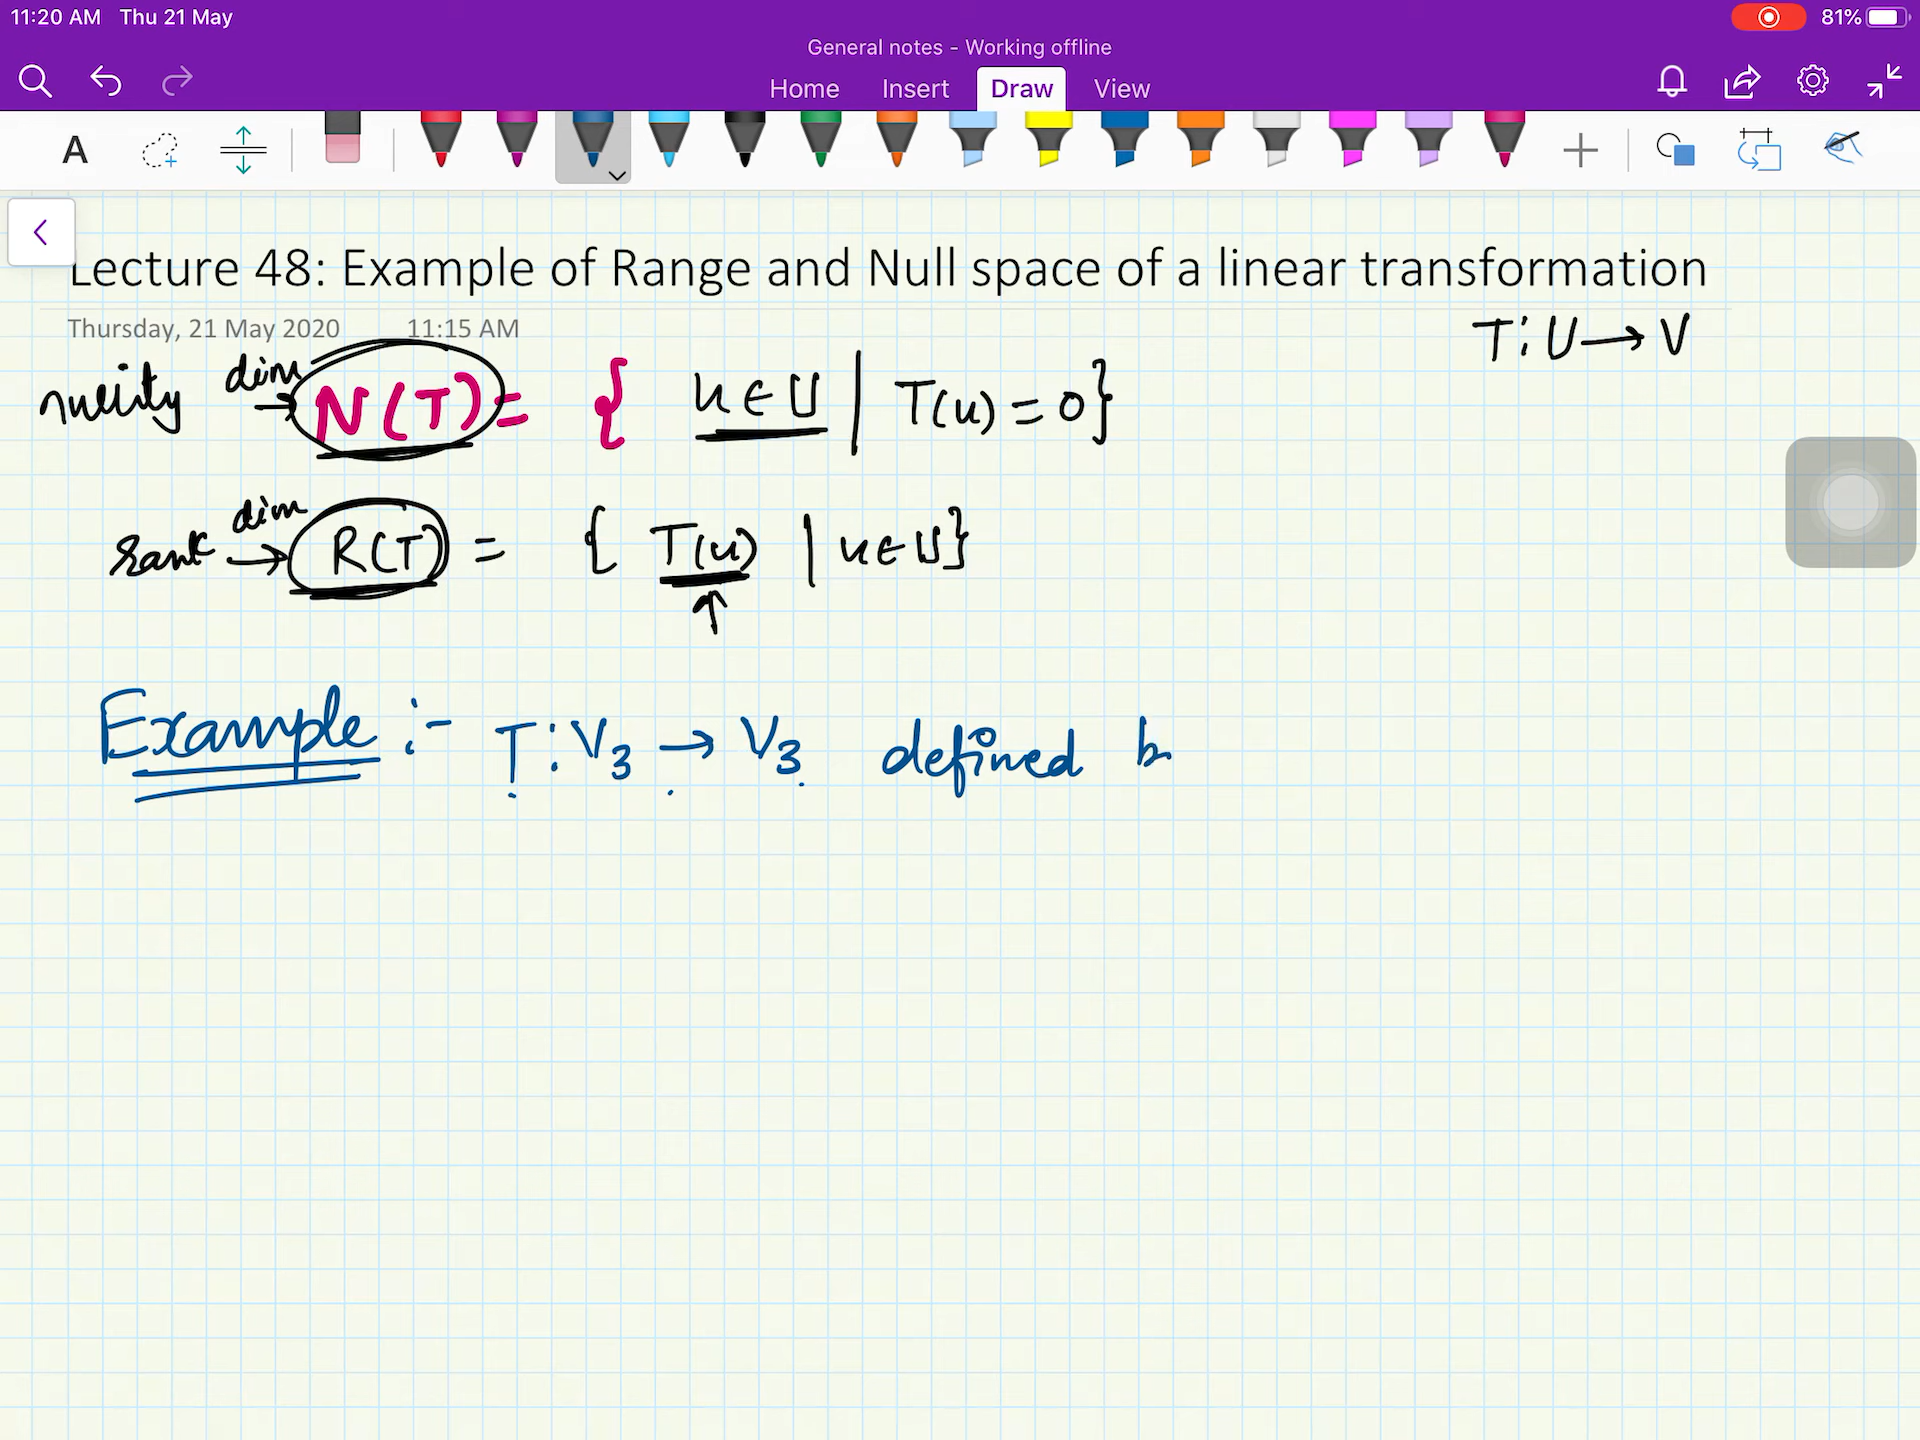 11:20 AM Thu 21 May 81%
General notes - Working offline
Home Insert Draw View
A
Lecture 48: Example of Range and Null space of a linear transformation
Thursday, 21 May 2020 11:15 AM
T: U → V
nullity dim → N(T) = { u ∈ U | T(u) = 0 }
rank dim → R(T) = { T(u) | u ∈ U }
↑
Example :- T: V₃ → V₃ defined b